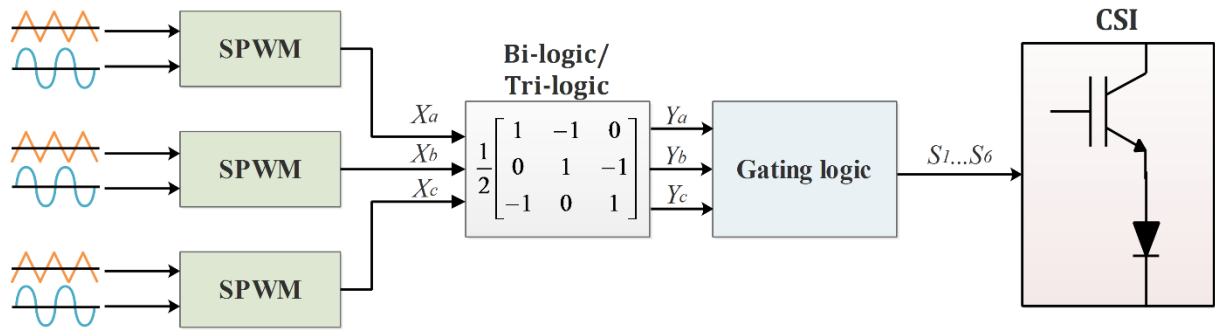 SPWM
SPWM
SPWM
Xa
Xb
Xc
Bi-logic/
Tri-logic
1/2 [1 −1 0
0 1 −1
−1 0 1]
Ya
Yb
Yc
Gating logic
S1...S6
CSI